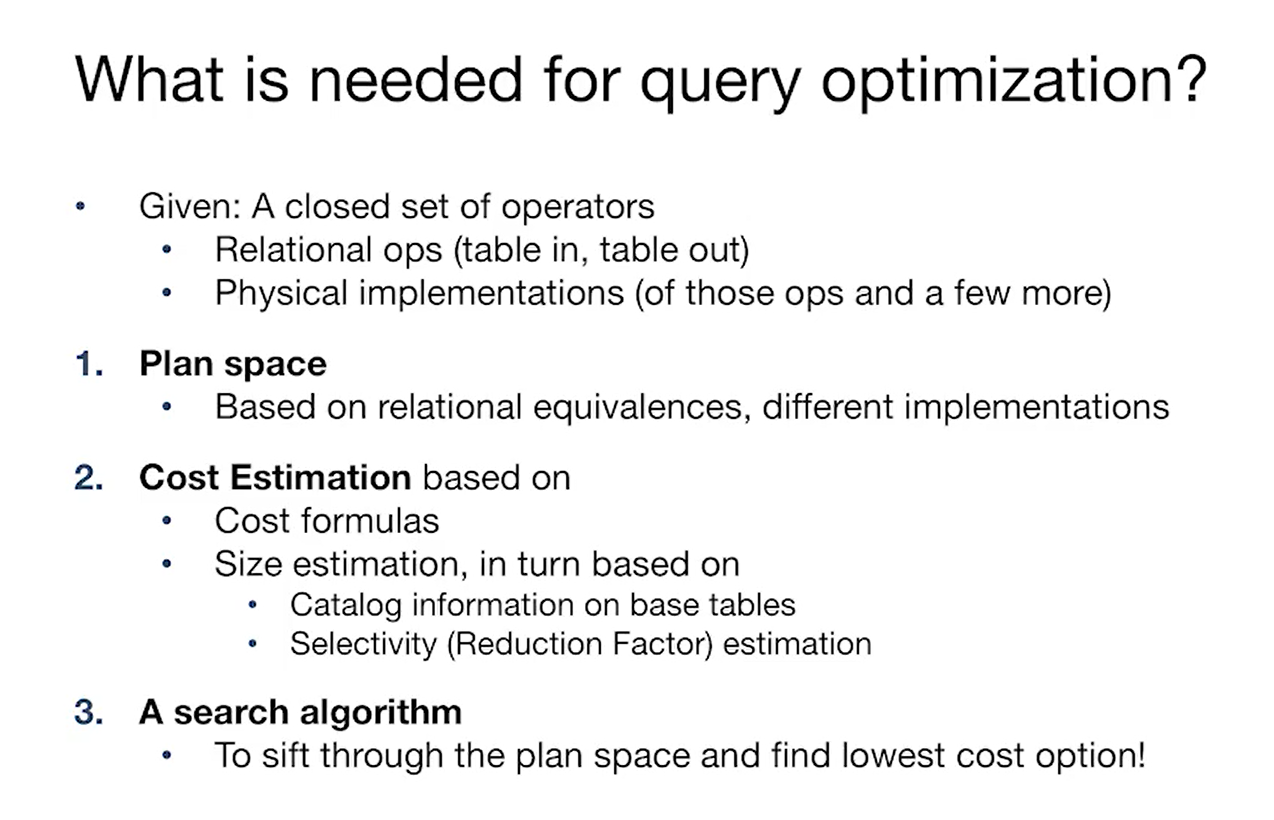 What is needed for query optimization?
• Given: A closed set of operators
• Relational ops (table in, table out)
• Physical implementations (of those ops and a few more)
1. Plan space
• Based on relational equivalences, different implementations
2. Cost Estimation based on
• Cost formulas
• Size estimation, in turn based on
• Catalog information on base tables
• Selectivity (Reduction Factor) estimation
3. A search algorithm
• To sift through the plan space and find lowest cost option!